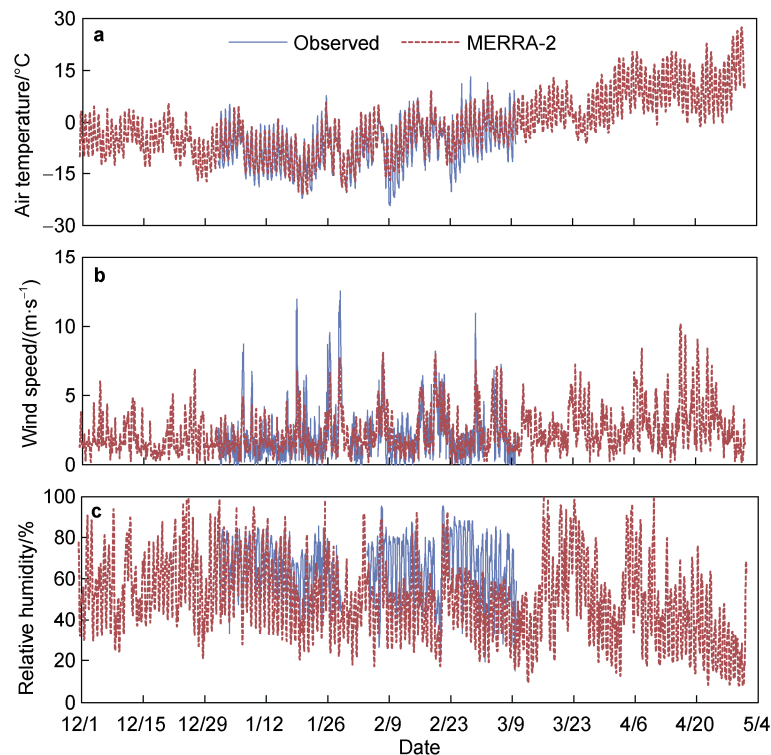 a
Observed
MERRA-2
30
15
0
−15
−30
Air temperature/°C
b
15
10
5
0
Wind speed/(m·s⁻¹)
c
100
80
60
40
20
0
Relative humidity/%
12/1 12/15 12/29 1/12 1/26 2/9 2/23 3/9 3/23 4/6 4/20 5/4
Date